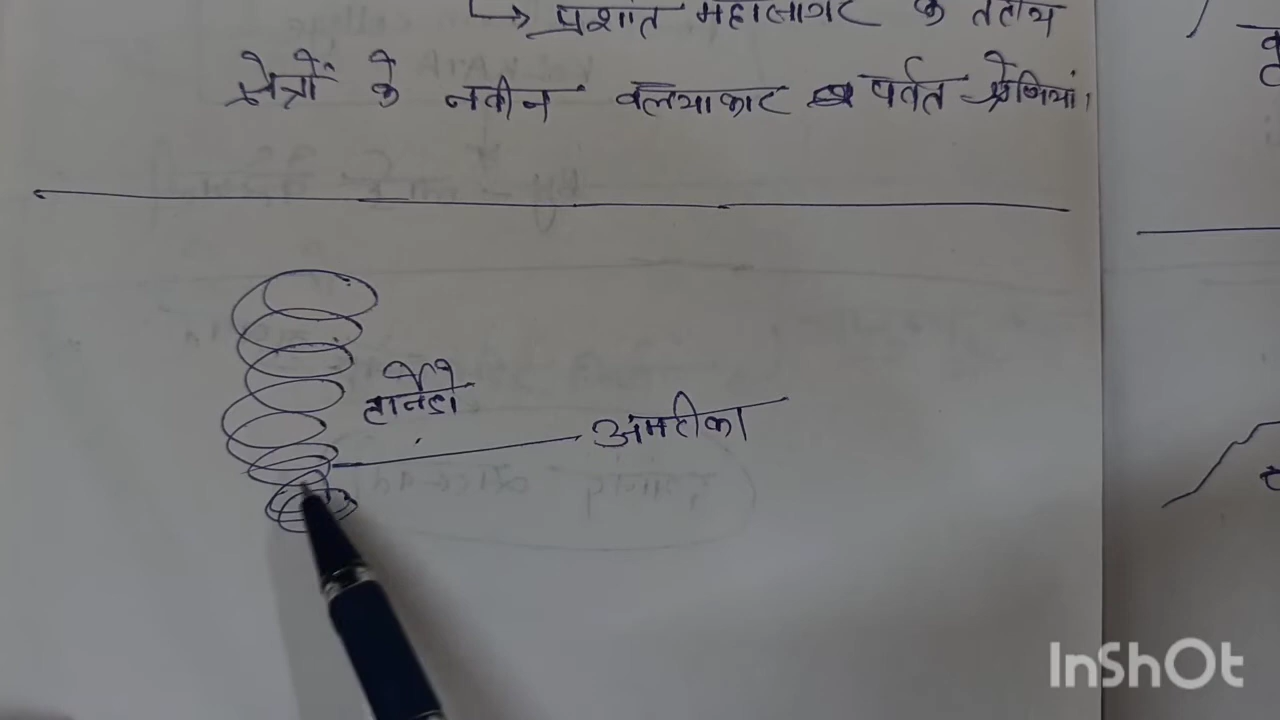 → प्रशांत महासागर के तटीय
क्षेत्रों के नवीन वलयाकार पर्वत श्रेणियां।
टार्नेडो
अमरीका
InShOt